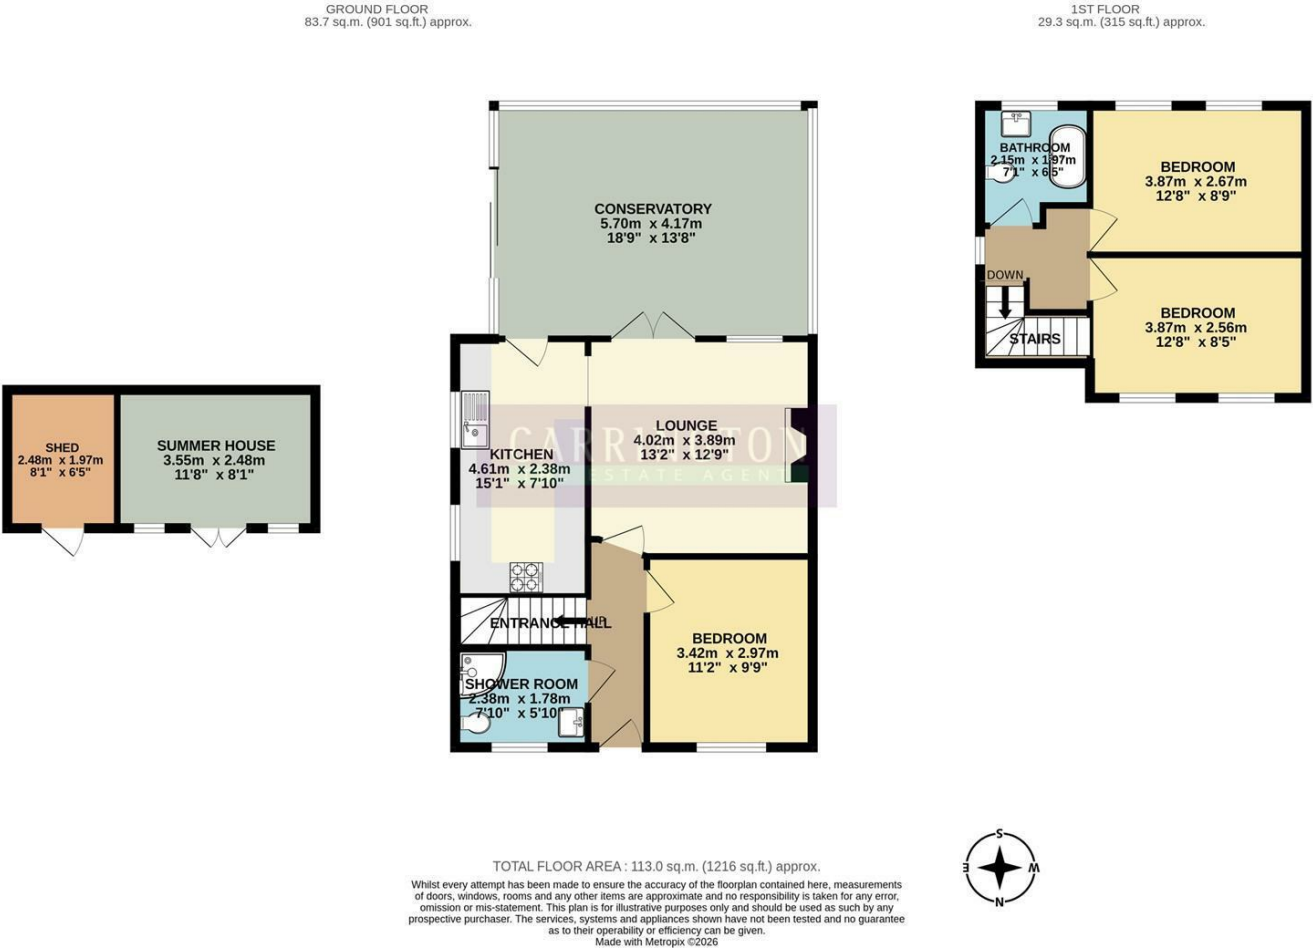 GROUND FLOOR
83.7 sq.m. (901 sq.ft.) approx.
1ST FLOOR
29.3 sq.m. (315 sq.ft.) approx.
CONSERVATORY
5.70m x 4.17m
18'9" x 13'8"
BATHROOM
2.15m x 1.97m
7'1" x 6'5"
BEDROOM
3.87m x 2.67m
12'8" x 8'9"
DOWN
STAIRS
BEDROOM
3.87m x 2.56m
12'8" x 8'5"
SHED
2.48m x 1.97m
8'1" x 6'5"
SUMMER HOUSE
3.55m x 2.48m
11'8" x 8'1"
KITCHEN
4.61m x 2.38m
15'1" x 7'10"
LOUNGE
4.02m x 3.89m
13'2" x 12'9"
CARRINGTON
ESTATE AGENTS
ENTRANCE HALL
UP
BEDROOM
3.42m x 2.97m
11'2" x 9'9"
SHOWER ROOM
2.38m x 1.78m
7'10" x 5'10"
S
E
W
N
TOTAL FLOOR AREA : 113.0 sq.m. (1216 sq.ft.) approx.
Whilst every attempt has been made to ensure the accuracy of the floorplan contained here, measurements
of doors, windows, rooms and any other items are approximate and no responsibility is taken for any error,
omission or mis-statement. This plan is for illustrative purposes only and should be used as such by any
prospective purchaser. The services, systems and appliances shown have not been tested and no guarantee
as to their operability or efficiency can be given.
Made with Metropix ©2026